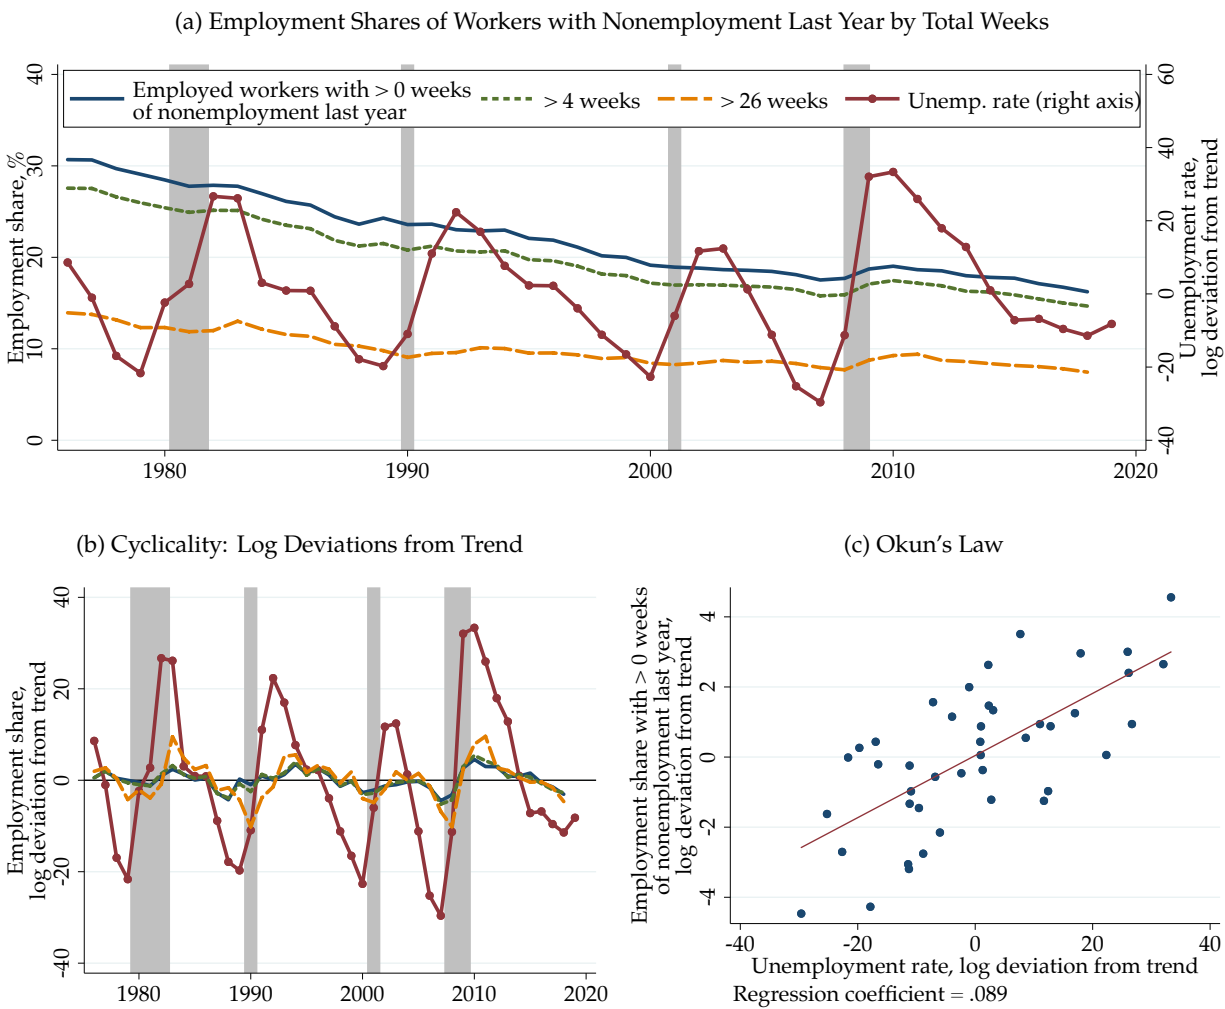 (a) Employment Shares of Workers with Nonemployment Last Year by Total Weeks
Employed workers with > 0 weeks
of nonemployment last year
> 4 weeks
> 26 weeks
Unemp. rate (right axis)
Employment share, %
40
30
20
10
0
60
40
20
0
-20
-40
Unemployment rate,
log deviation from trend
1980
1990
2000
2010
2020
(b) Cyclicality: Log Deviations from Trend
Employment share,
log deviation from trend
40
20
0
-20
-40
1980
1990
2000
2010
2020
(c) Okun's Law
Employment share with > 0 weeks
of nonemployment last year,
log deviation from trend
4
2
0
-2
-4
-40
-20
0
20
40
Unemployment rate, log deviation from trend
Regression coefficient = .089